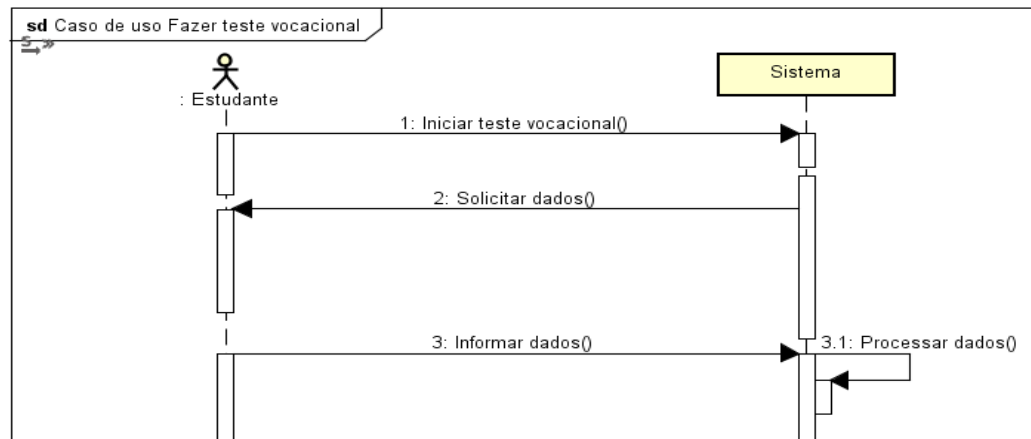 sd Caso de uso Fazer teste vocacional
: Estudante
Sistema
1: Iniciar teste vocacional()
2: Solicitar dados()
3: Informar dados()
3.1: Processar dados()